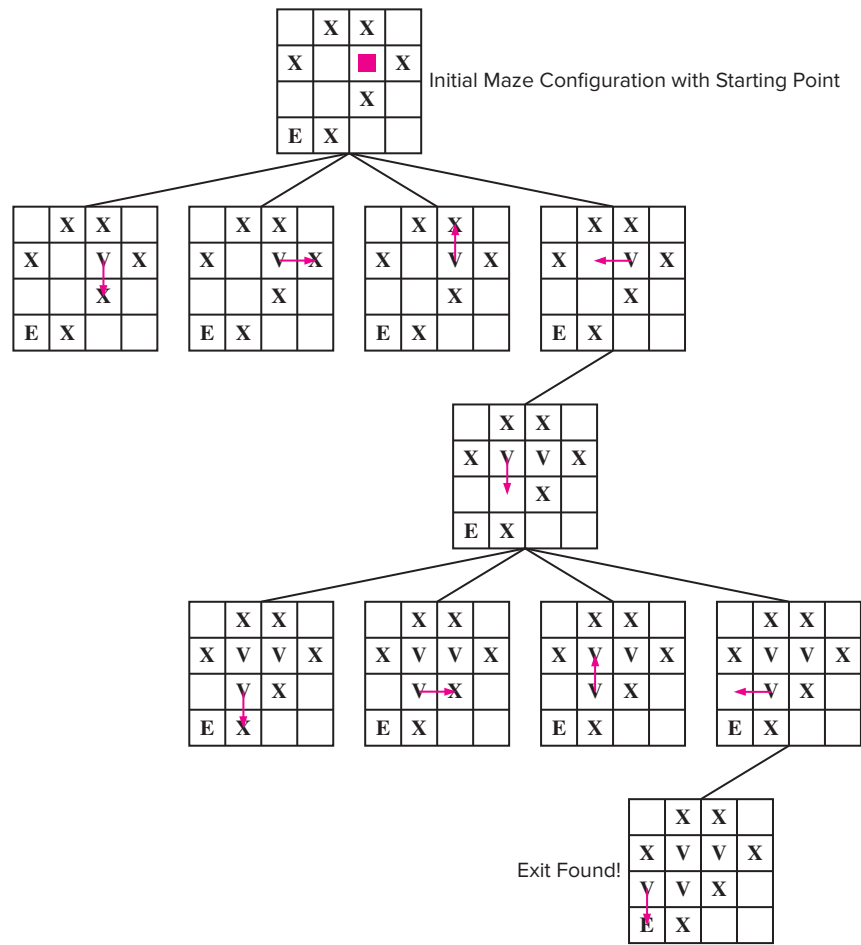 X X
X X
X
E X
Initial Maze Configuration with Starting Point
X X X X X X X X
X V X X V X X V X X V X
X X X X
E X E X E X E X
X X
X V V X
X
E X
X X X X X X X X
X V V X X V V X X V V X X V V X
V X V X V X V X
E X E X E X E X
X X
X V V X
Exit Found!
V V X
E X